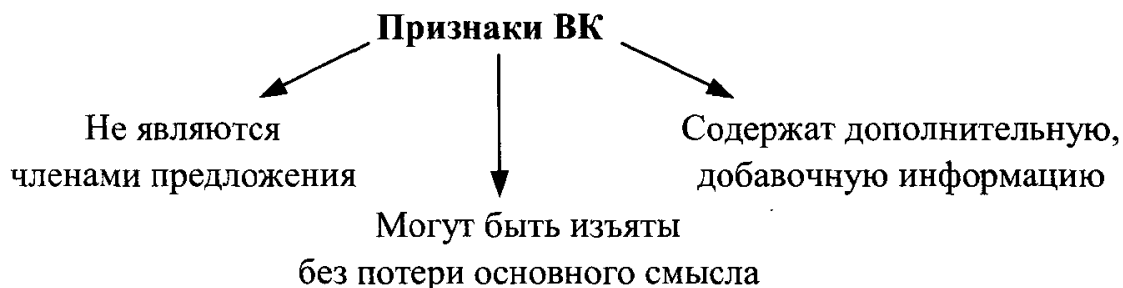 Признаки ВК
Не являются
членами предложения
Могут быть изъяты
без потери основного смысла
Содержат дополнительную,
добавочную информацию